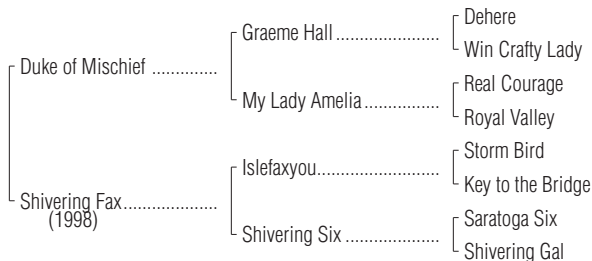 Duke of Mischief ..............
Graeme Hall ......................
Dehere
Win Crafty Lady
My Lady Amelia ................
Real Courage
Royal Valley
Shivering Fax....................
(1998)
Islefaxyou..........................
Storm Bird
Key to the Bridge
Shivering Six ....................
Saratoga Six
Shivering Gal